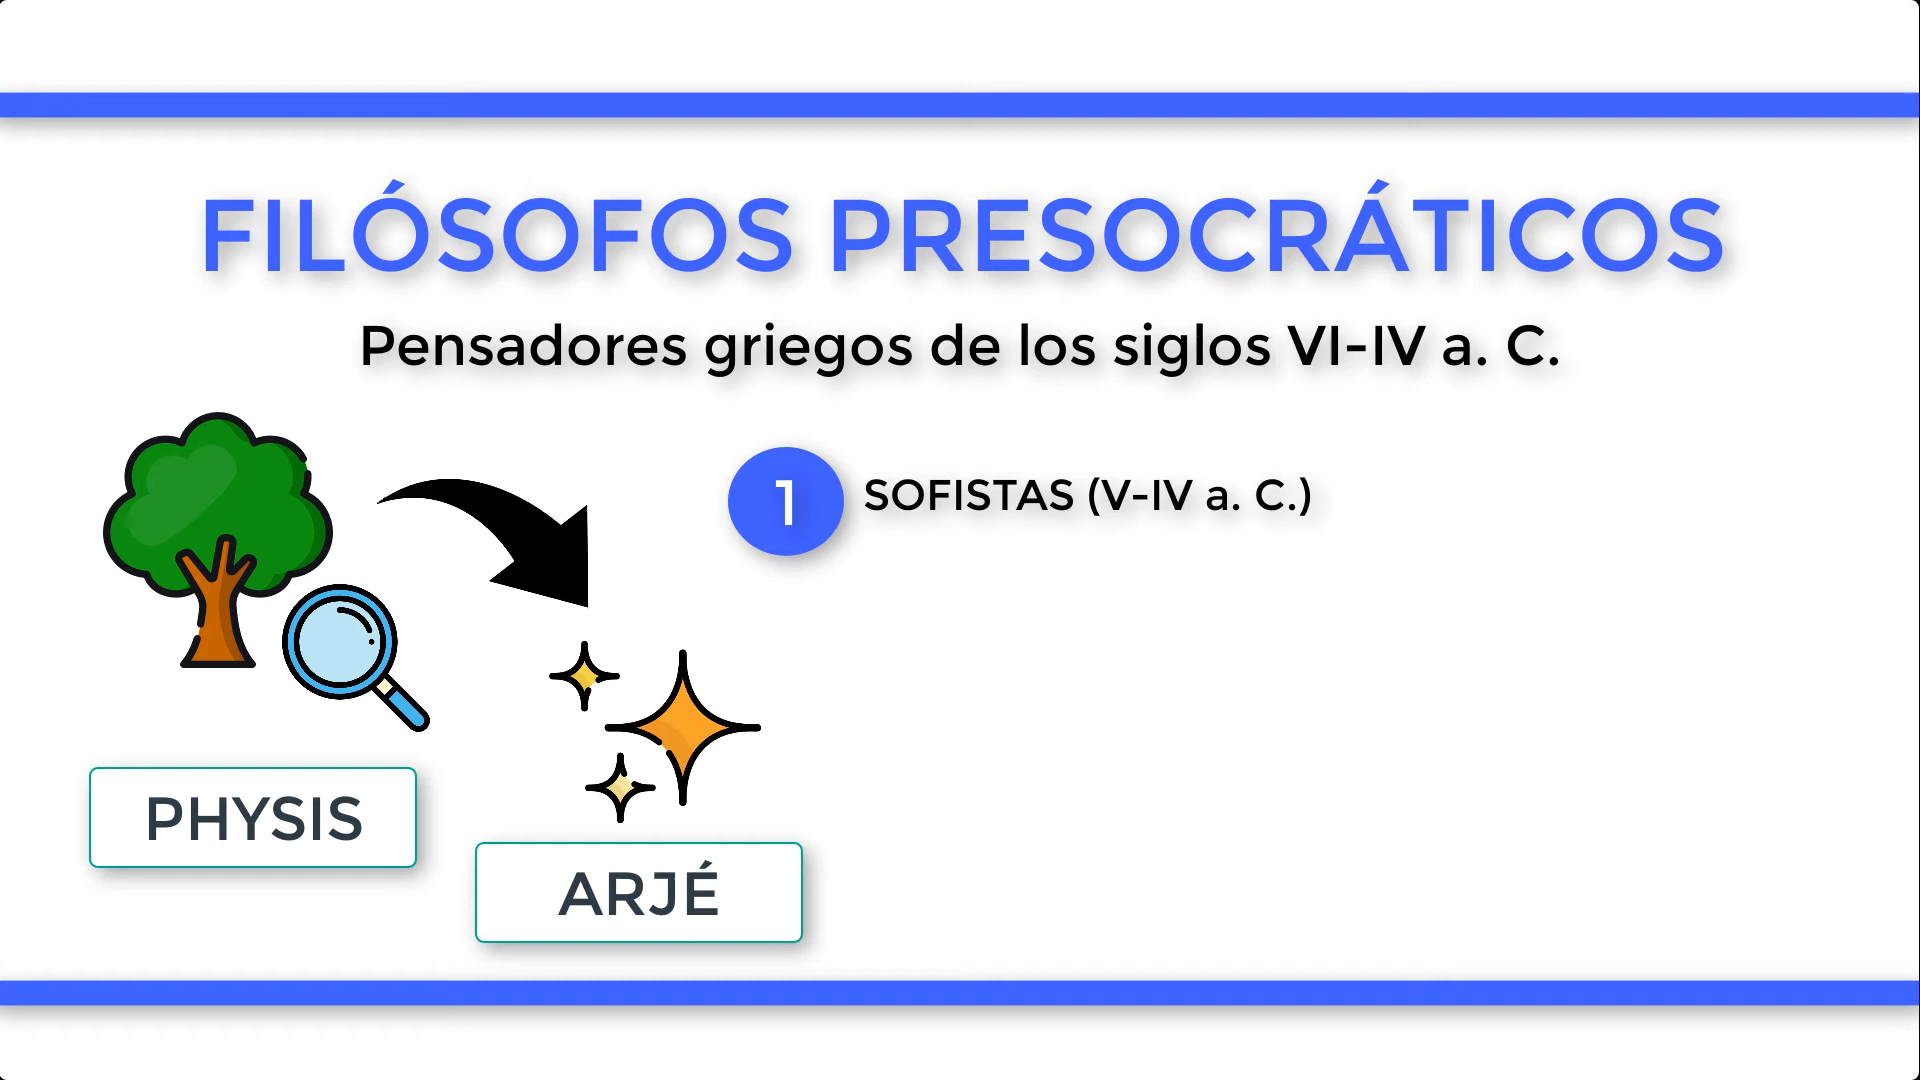 FILÓSOFOS PRESOCRÁTICOS
Pensadores griegos de los siglos VI-IV a. C.
1 SOFISTAS (V-IV a. C.)
PHYSIS
ARJÉ